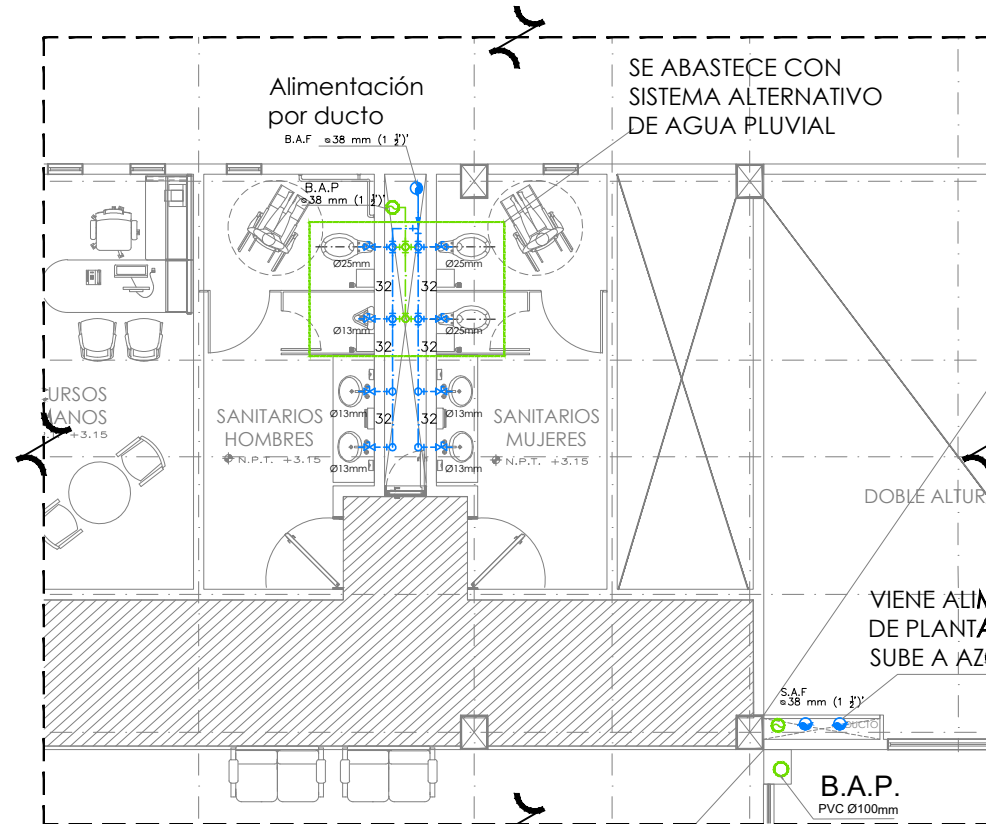 Alimentación
por ducto
B.A.F ⌀38 mm (1 ½")'
SE ABASTECE CON
SISTEMA ALTERNATIVO
DE AGUA PLUVIAL
B.A.P
⌀38 mm (1 ½")'
Ø25mm
Ø25mm
32
32
Ø13mm
Ø25mm
32
32
Ø13mm
Ø13mm
32
32
Ø13mm
Ø13mm
URSOS
ANOS
+3.15
SANITARIOS
HOMBRES
N.P.T. +3.15
SANITARIOS
MUJERES
N.P.T. +3.15
DOBLE ALTUR
VIENE ALIM
DE PLANTA
SUBE A AZ
S.A.F
⌀38 mm (1 ½")'
DUCTO
B.A.P.
PVC Ø100mm